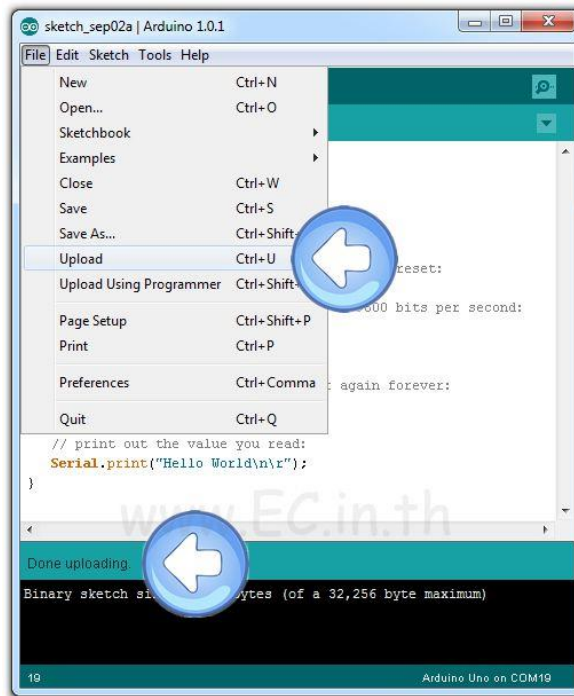 sketch_sep02a | Arduino 1.0.1
File Edit Sketch Tools Help
New Ctrl+N
Open... Ctrl+O
Sketchbook
Examples
Close Ctrl+W
Save Ctrl+S
Save As... Ctrl+Shift+
Upload Ctrl+U
reset:
Upload Using Programmer Ctrl+Shift+
bits per second:
Page Setup Ctrl+Shift+P
Print Ctrl+P
Preferences Ctrl+Comma
again forever:
Quit Ctrl+Q
// print out the value you read:
Serial.print("Hello World\n\r");
}
www.EC.in.th
Done uploading.
Binary sketch bytes (of a 32,256 byte maximum)
19 Arduino Uno on COM19